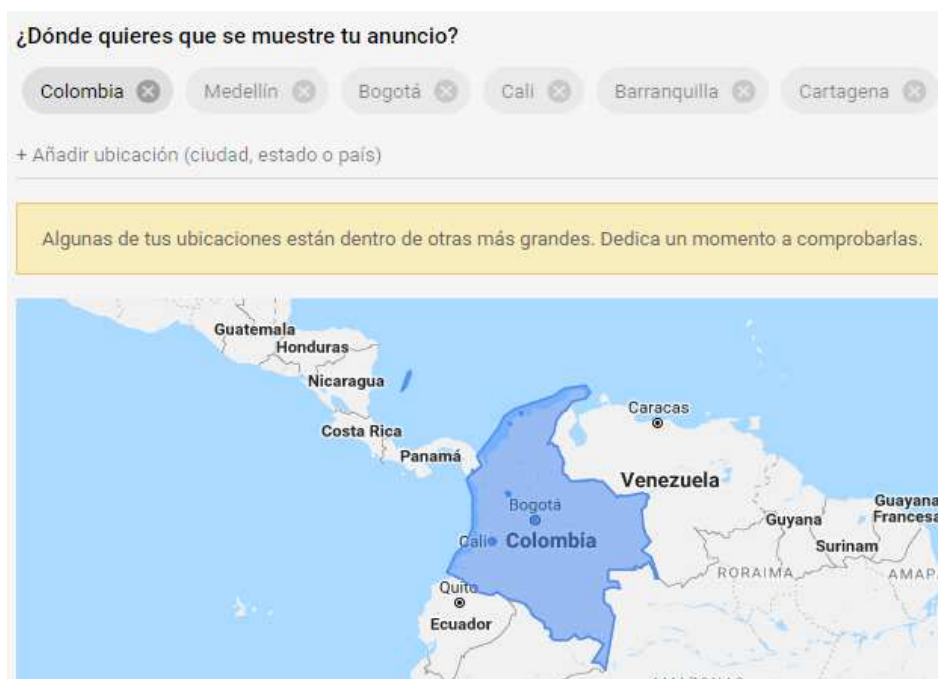 ¿Dónde quieres que se muestre tu anuncio?
Colombia Medellín Bogotá Cali Barranquilla Cartagena
+ Añadir ubicación (ciudad, estado o país)
Algunas de tus ubicaciones están dentro de otras más grandes. Dedica un momento a comprobarlas.
Guatemala
Honduras
Nicaragua
Caracas
Costa Rica
Panamá
Venezuela
Bogotá
Guayana
Francesa
Guyana
Cali Colombia
Surinam
RORAIMA
Quito
Ecuador